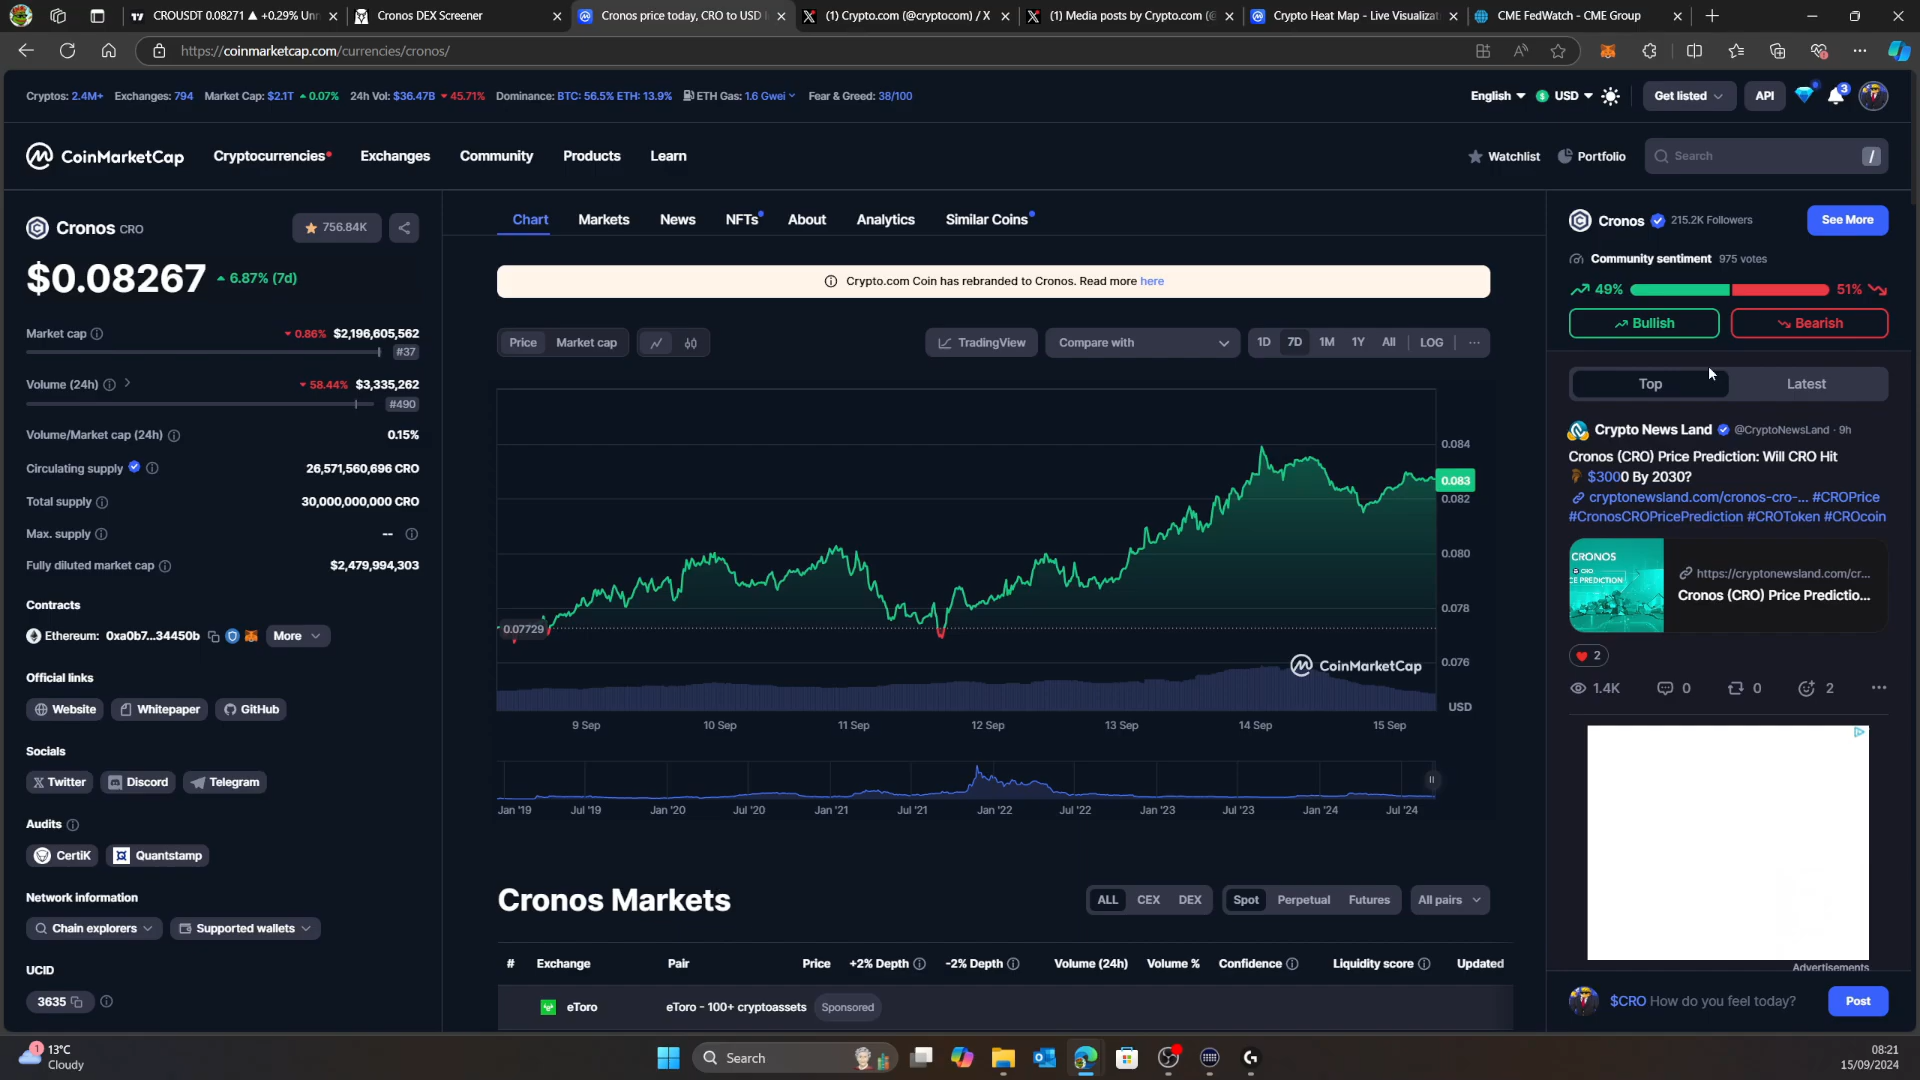 CROUSDT 0.08271 ▲ +0.29% Unn
Cronos DEX Screener
Cronos price today, CRO to USD l
(1) Crypto.com (@cryptocom) / X
(1) Media posts by Crypto.com (@
Crypto Heat Map - Live Visualizat
CME FedWatch - CME Group
https://coinmarketcap.com/currencies/cronos/
Cryptos: 2.4M+ Exchanges: 794 Market Cap: $2.1T 0.07% 24h Vol: $36.47B 45.71% Dominance: BTC: 56.5% ETH: 13.9% ETH Gas: 1.6 Gwei Fear & Greed: 38/100
English USD Get listed API 3
CoinMarketCap Cryptocurrencies Exchanges Community Products Learn
Watchlist Portfolio Search /
Cronos CRO 756.84K
$0.08267 6.87% (7d)
Market cap 0.86% $2,196,605,562
#37
Volume (24h) 58.44% $3,335,262
#490
Volume/Market cap (24h) 0.15%
Circulating supply 26,571,560,696 CRO
Total supply 30,000,000,000 CRO
Max. supply --
Fully diluted market cap $2,479,994,303
Contracts
Ethereum: 0xa0b7...34450b More
Official links
Website Whitepaper GitHub
Socials
Twitter Discord Telegram
Audits
CertiK Quantstamp
Network information
Chain explorers Supported wallets
UCID
3635
Chart Markets News NFTs About Analytics Similar Coins
Crypto.com Coin has rebranded to Cronos. Read more here
Price Market cap TradingView Compare with 1D 7D 1M 1Y All LOG ...
0.084
0.083
0.082
0.080
0.078
0.07729
0.076
CoinMarketCap
USD
9 Sep 10 Sep 11 Sep 12 Sep 13 Sep 14 Sep 15 Sep
Jan '19 Jul '19 Jan '20 Jul '20 Jan '21 Jul '21 Jan '22 Jul '22 Jan '23 Jul '23 Jan '24 Jul '24
Cronos Markets ALL CEX DEX Spot Perpetual Futures All pairs
# Exchange Pair Price +2% Depth -2% Depth Volume (24h) Volume % Confidence Liquidity score Updated
eToro eToro - 100+ cryptoassets Sponsored
Cronos 215.2K Followers See More
Community sentiment 975 votes
49% 51%
Bullish Bearish
Top Latest
Crypto News Land @CryptoNewsLand · 9h
Cronos (CRO) Price Prediction: Will CRO Hit
$3000 By 2030?
cryptonewsland.com/cronos-cro-... #CROPrice
#CronosCROPricePrediction #CROToken #CROcoin
CRONOS
CRO
CE PREDICTION
https://cryptonewsland.com/cr...
Cronos (CRO) Price Predictio...
2
1.4K 0 0 2 ...
Advertisements
$CRO How do you feel today? Post
1
13°C
Cloudy
Search
08:21
15/09/2024